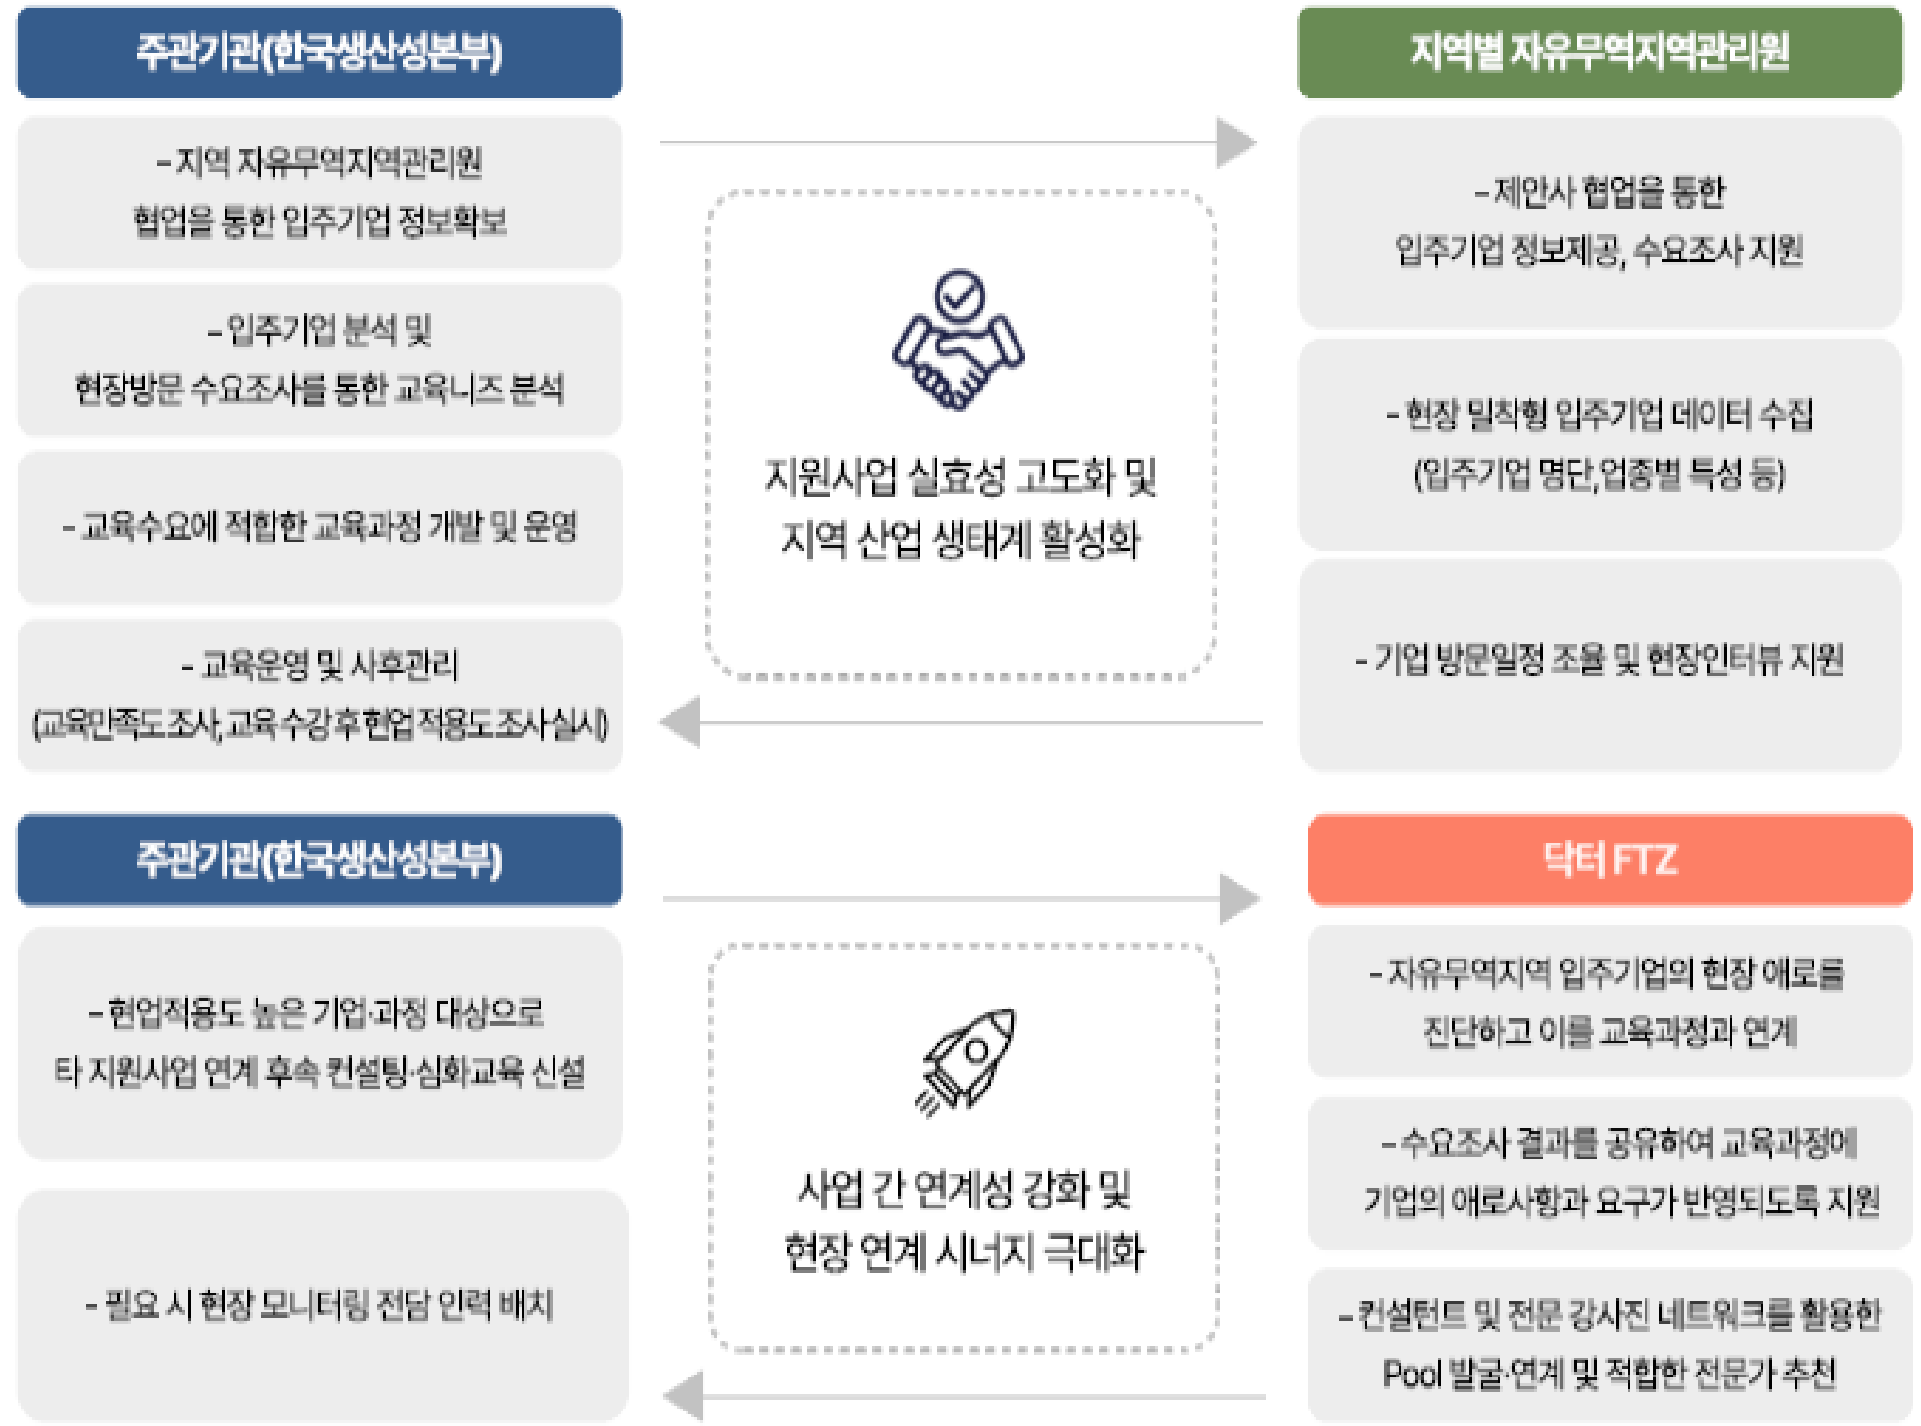 주관기관(한국생산성본부)
- 지역 자유무역지역관리원
협업을 통한 입주기업 정보확보
- 입주기업 분석 및
현장방문 수요조사를 통한 교육니즈 분석
- 교육수요에 적합한 교육과정 개발 및 운영
- 교육운영 및 사후관리
(교육만족도 조사, 교육 수강 후 현업 적용도 조사 실시)
지원사업 실효성 고도화 및
지역 산업 생태계 활성화
지역별 자유무역지역관리원
- 제안사 협업을 통한
입주기업 정보제공, 수요조사 지원
- 현장 밀착형 입주기업 데이터 수집
(입주기업 명단,업종별 특성 등)
- 기업 방문일정 조율 및 현장인터뷰 지원
주관기관(한국생산성본부)
- 현업적용도 높은 기업·과정 대상으로
타 지원사업 연계 후속 컨설팅·심화교육 신설
- 필요 시 현장 모니터링 전담 인력 배치
사업 간 연계성 강화 및
현장 연계 시너지 극대화
닥터 FTZ
- 자유무역지역 입주기업의 현장 애로를
진단하고 이를 교육과정과 연계
- 수요조사 결과를 공유하여 교육과정에
기업의 애로사항과 요구가 반영되도록 지원
- 컨설턴트 및 전문 강사진 네트워크를 활용한
Pool 발굴·연계 및 적합한 전문가 추천